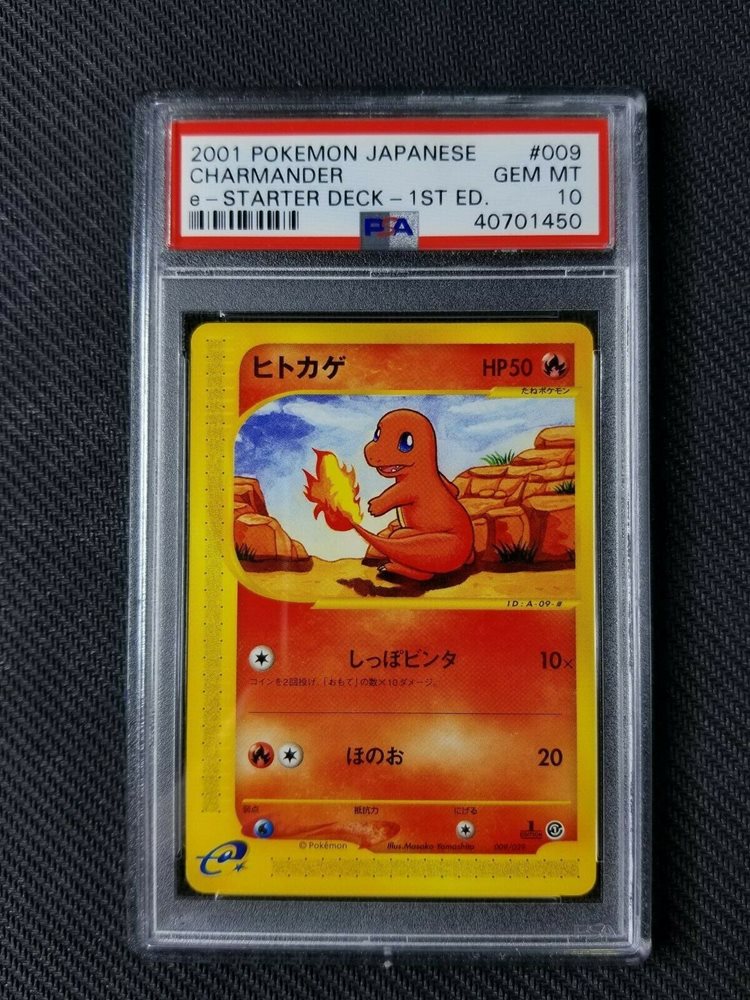 2001 POKEMON JAPANESE #009
CHARMANDER GEM MT
e-STARTER DECK-1ST ED. 10
PSA 40701450
ヒトカゲ HP50
たねポケモン
ID:A-09-#
しっぽビンタ 10×
コインを2回投げ、「おもて」の数×10ダメージ。
ほのお 20
弱点 抵抗力 にげる
1 EDITION
© Pokémon Illus.Masako Yamashita 009/029
e
PSA